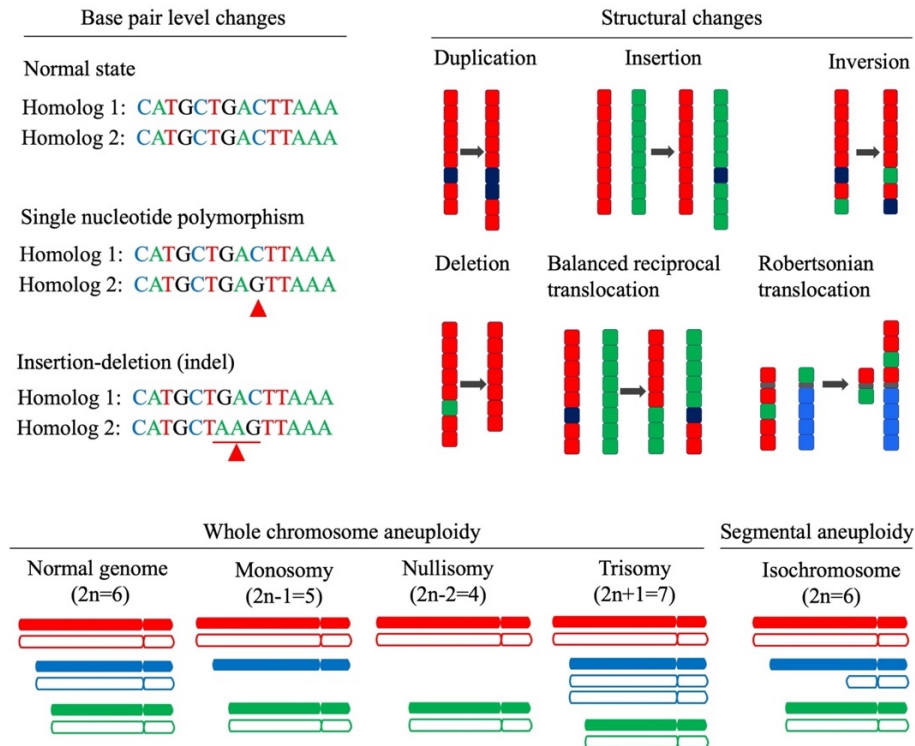 Base pair level changes
Normal state
Homolog 1: CATGCTGACTTAAA
Homolog 2: CATGCTGACTTAAA
Single nucleotide polymorphism
Homolog 1: CATGCTGACTTAAA
Homolog 2: CATGCTGAGTTAAA
Insertion-deletion (indel)
Homolog 1: CATGCTGACTTAAA
Homolog 2: CATGCTAAGTTAAA
Structural changes
Duplication
Insertion
Inversion
Deletion
Balanced reciprocal
translocation
Robertsonian
translocation
Whole chromosome aneuploidy
Normal genome
(2n=6)
Monosomy
(2n-1=5)
Nullisomy
(2n-2=4)
Trisomy
(2n+1=7)
Segmental aneuploidy
Isochromosome
(2n=6)